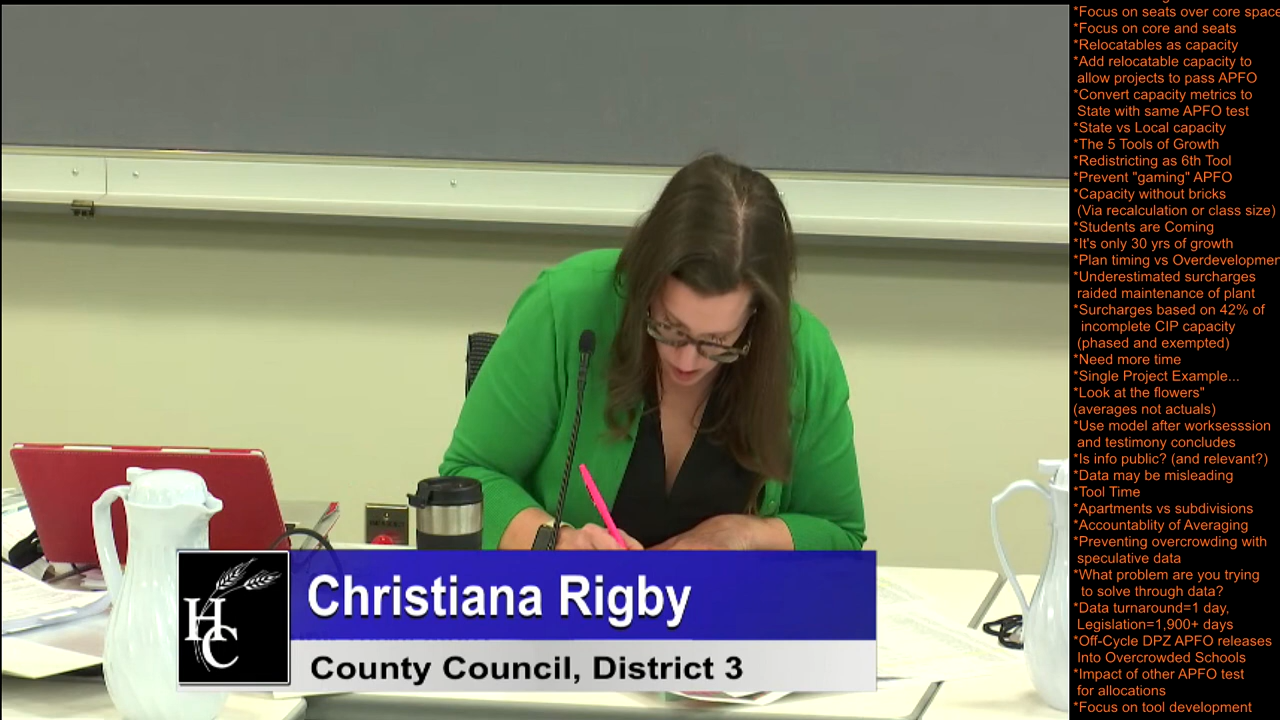 *Focus on seats over core space
*Focus on core and seats
*Relocatables as capacity
*Add relocatable capacity to
allow projects to pass APFO
*Convert capacity metrics to
State with same APFO test
*State vs Local capacity
*The 5 Tools of Growth
*Redistricting as 6th Tool
*Prevent "gaming" APFO
*Capacity without bricks
(Via recalculation or class size)
*Students are Coming
*It's only 30 yrs of growth
*Plan timing vs Overdevelopmen
*Underestimated surcharges
raided maintenance of plant
*Surcharges based on 42% of
incomplete CIP capacity
(phased and exempted)
*Need more time
*Single Project Example...
*Look at the flowers"
(averages not actuals)
*Use model after worksesssion
and testimony concludes
*Is info public? (and relevant?)
*Data may be misleading
*Tool Time
*Apartments vs subdivisions
*Accountablity of Averaging
*Preventing overcrowding with
speculative data
*What problem are you trying
to solve through data?
*Data turnaround=1 day,
Legislation=1,900+ days
*Off-Cycle DPZ APFO releases
Into Overcrowded Schools
*Impact of other APFO test
for allocations
*Focus on tool development
HC
Christiana Rigby
County Council, District 3